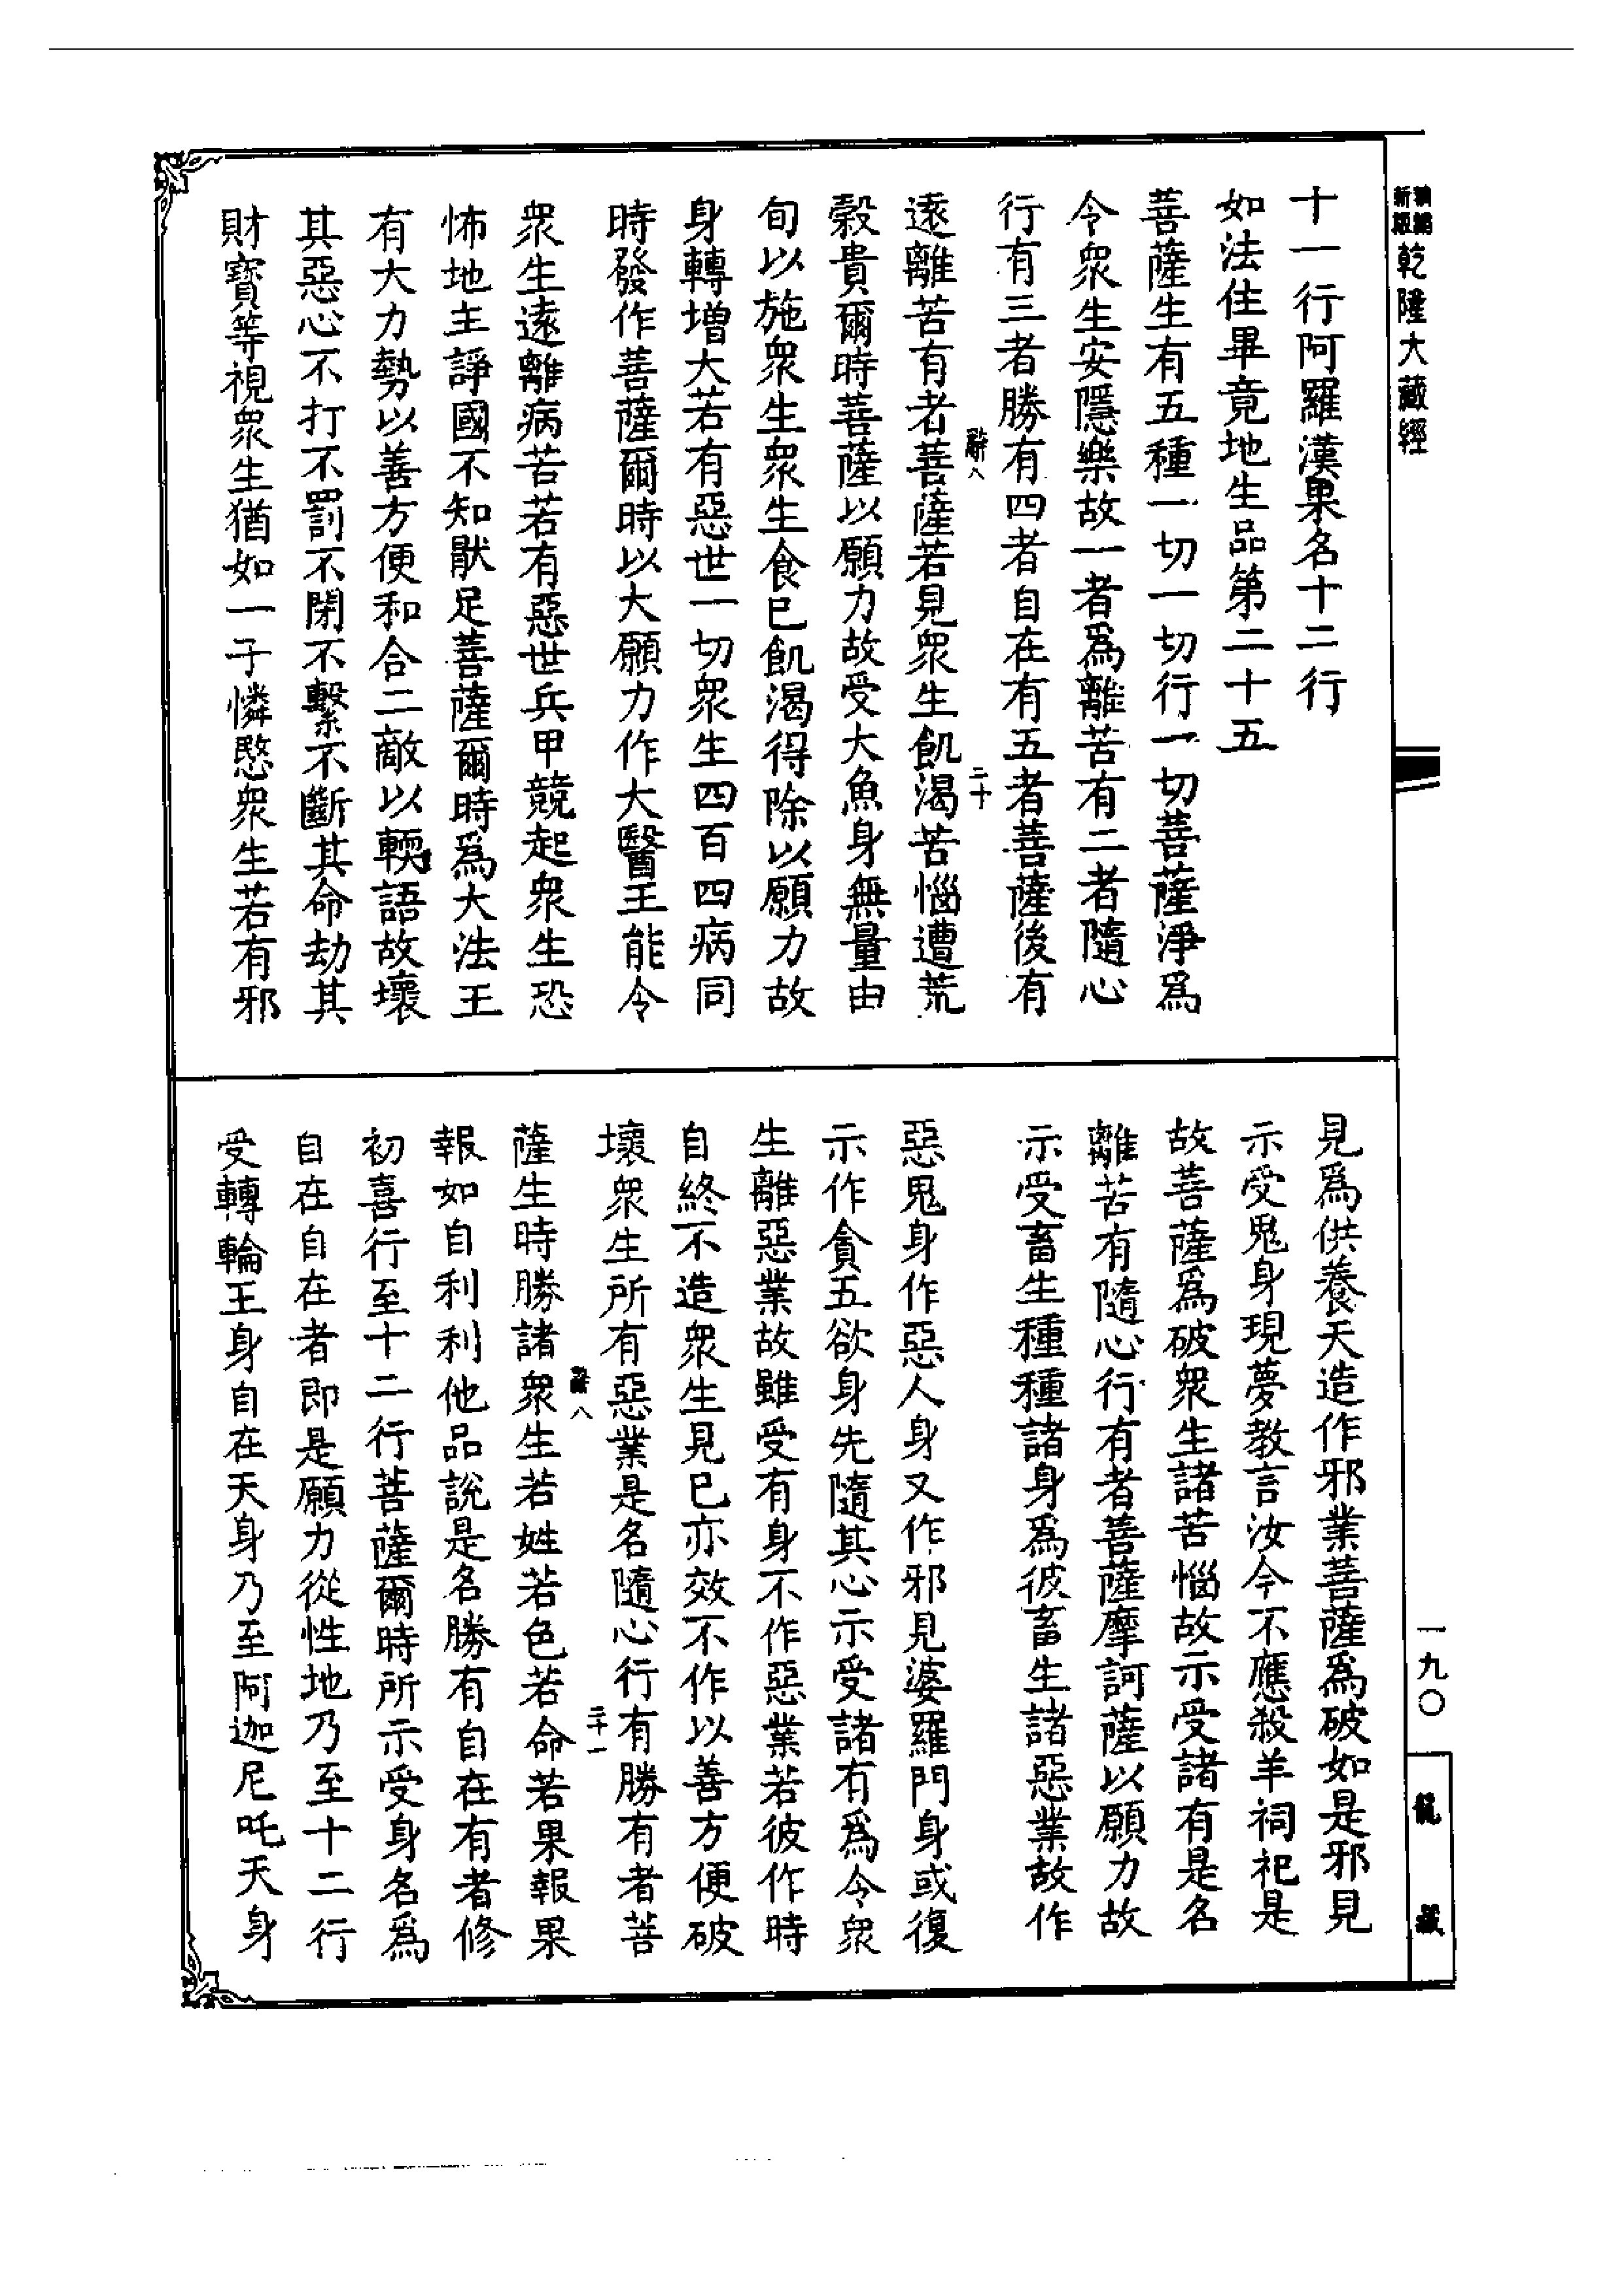 新編
縮版
乾隆大藏經
十一行阿羅漢果名十二行
如法住畢竟地生品第二十五
菩薩生有五種一切一切行一切菩薩淨爲
令衆生安隱樂故一者爲離苦有二者隨心
行有三者勝有四者自在有五者菩薩後有
辭八
二十
遠離苦有者菩薩若見衆生飢渴苦惱遭荒
穀貴爾時菩薩以願力故受大魚身無量由
旬以施衆生衆生食已飢渴得除以願力故
身轉增大若有惡世一切衆生四百四病同
時發作菩薩爾時以大願力作大醫王能令
衆生遠離病苦若有惡世兵甲競起衆生恐
怖地主諍國不知猒足菩薩爾時爲大法王
有大力勢以善方便和合二敵以輭語故壞
其惡心不打不罰不閉不繫不斷其命劫其
財寶等視衆生猶如一子憐愍衆生若有邪
見爲供養天造作邪業菩薩爲破如是邪見
示受鬼身現夢教言汝今不應殺羊祠祀是
故菩薩爲破衆生諸苦惱故示受諸有是名
離苦有隨心行有者菩薩摩訶薩以願力故
示受畜生種種諸身爲彼畜生諸惡業故作
惡鬼身作惡人身又作邪見婆羅門身或復
示作貪五欲身先隨其心示受諸有爲令衆
生離惡業故雖受有身不作惡業若彼作時
自終不造衆生見已亦效不作以善方便破
壞衆生所有惡業是名隨心行有勝有者菩
辭八
二十一
薩生時勝諸衆生若姓若色若命若果報果
報如自利利他品說是名勝有自在有者修
初喜行至十二行菩薩爾時所示受身名爲
自在自在者即是願力從性地乃至十二行
受轉輪王身自在天身乃至阿迦尼吒天身
一九〇
龍藏